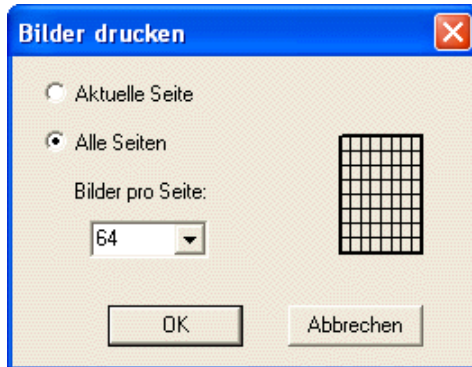 Bilder drucken
Aktuelle Seite
Alle Seiten
Bilder pro Seite:
64
OK
Abbrechen